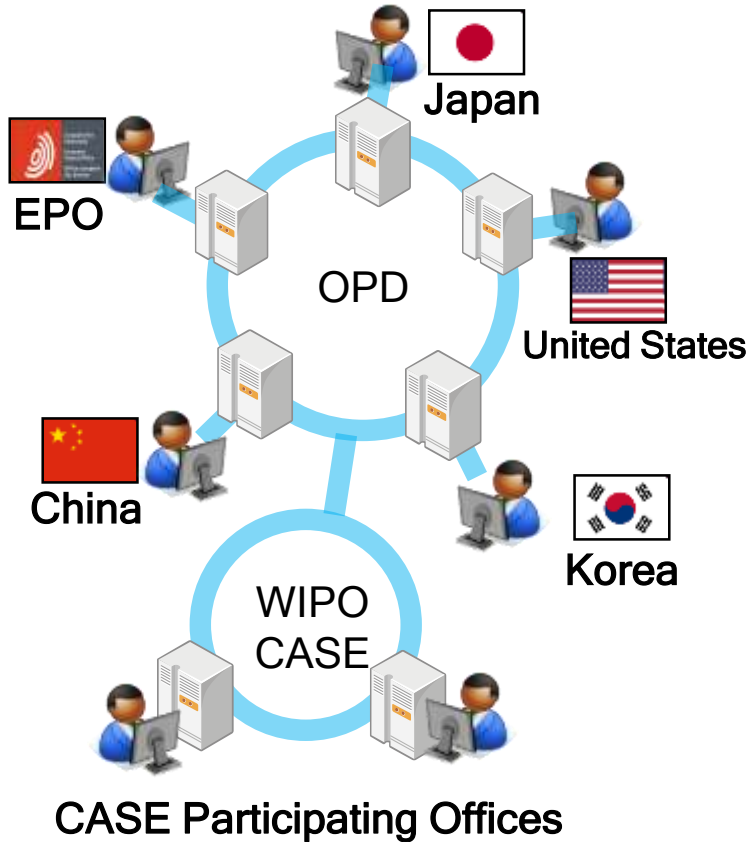 Japan
EPO
OPD
United States
China
Korea
WIPO
CASE
CASE Participating Offices